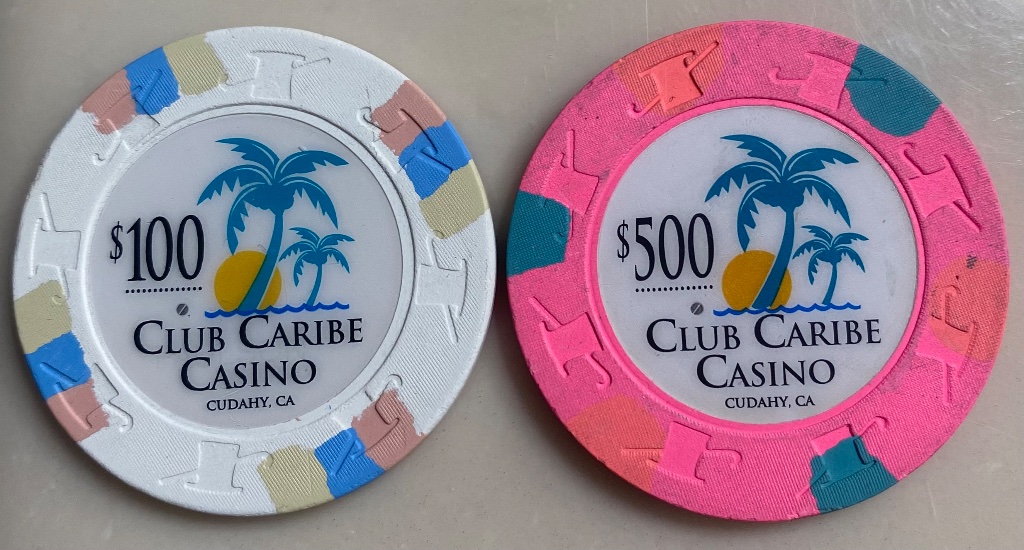 $100
CLUB CARIBE
CASINO
CUDAHY, CA
$500
CLUB CARIBE
CASINO
CUDAHY, CA